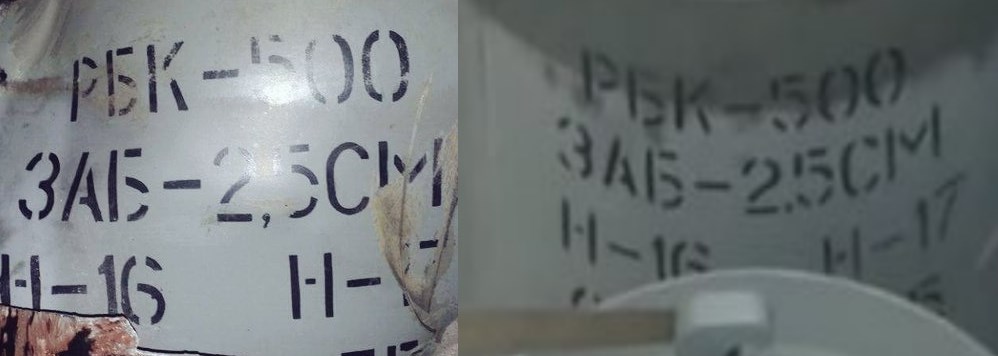 РБК-500
ЗАБ-2,5СМ
Н-16 Н-
РБК-500
ЗАБ-2.5СМ
Н-16 Н-17